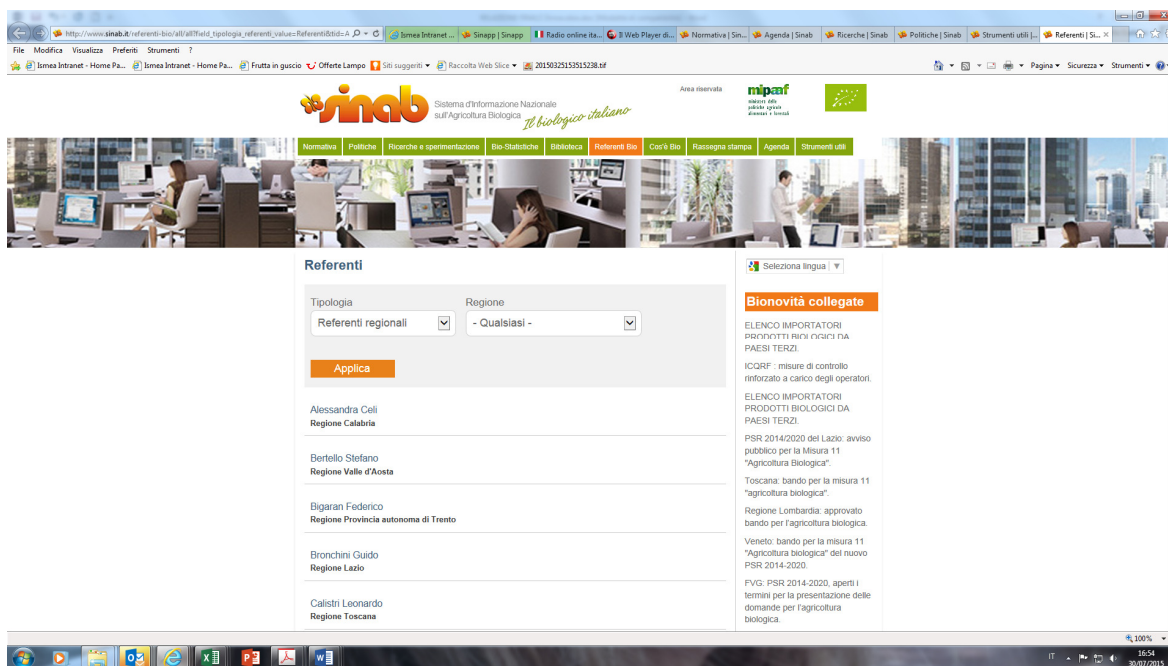 http://www.sinab.it/referenti-bio/all/all?field_tipologia_referenti_value=Referenti&tid=A
Ismea Intranet ...
Sinapp | Sinapp
Radio online ita...
Il Web Player di...
Normativa | Sin...
Agenda | Sinab
Ricerche | Sinab
Politiche | Sinab
Strumenti utili |...
Referenti | Si...
File Modifica Visualizza Preferiti Strumenti ?
Ismea Intranet - Home Pa... Ismea Intranet - Home Pa... Frutta in guscio Offerte Lampo Siti suggeriti Raccolta Web Slice 20150325153515238.tif
Pagina Sicurezza Strumenti
sinab
Sistema d'Informazione Nazionale
sull'Agricoltura Biologica
Il biologico italiano
Area riservata
mipaaf
ministero delle
politiche agricole
alimentari e forestali
Normativa Politiche Ricerche e sperimentazione Bio-Statistiche Biblioteca Referenti Bio Cos'è Bio Rassegna stampa Agenda Strumenti utili
Referenti
Tipologia
Referenti regionali
Regione
- Qualsiasi -
Applica
Alessandra Celi
Regione Calabria
Bertello Stefano
Regione Valle d'Aosta
Bigaran Federico
Regione Provincia autonoma di Trento
Bronchini Guido
Regione Lazio
Calistri Leonardo
Regione Toscana
Seleziona lingua
Bionovità collegate
ELENCO IMPORTATORI
PRODOTTI BIOLOGICI DA
PAESI TERZI.
ICQRF : misure di controllo
rinforzato a carico degli operatori.
ELENCO IMPORTATORI
PRODOTTI BIOLOGICI DA
PAESI TERZI.
PSR 2014/2020 del Lazio: avviso
pubblico per la Misura 11
"Agricoltura Biologica".
Toscana: bando per la misura 11
"agricoltura biologica".
Regione Lombardia: approvato
bando per l'agricoltura biologica.
Veneto: bando per la misura 11
"Agricoltura biologica" del nuovo
PSR 2014-2020.
FVG: PSR 2014-2020, aperti i
termini per la presentazione delle
domande per l'agricoltura
biologica.
100%
IT
16:54
30/07/2015